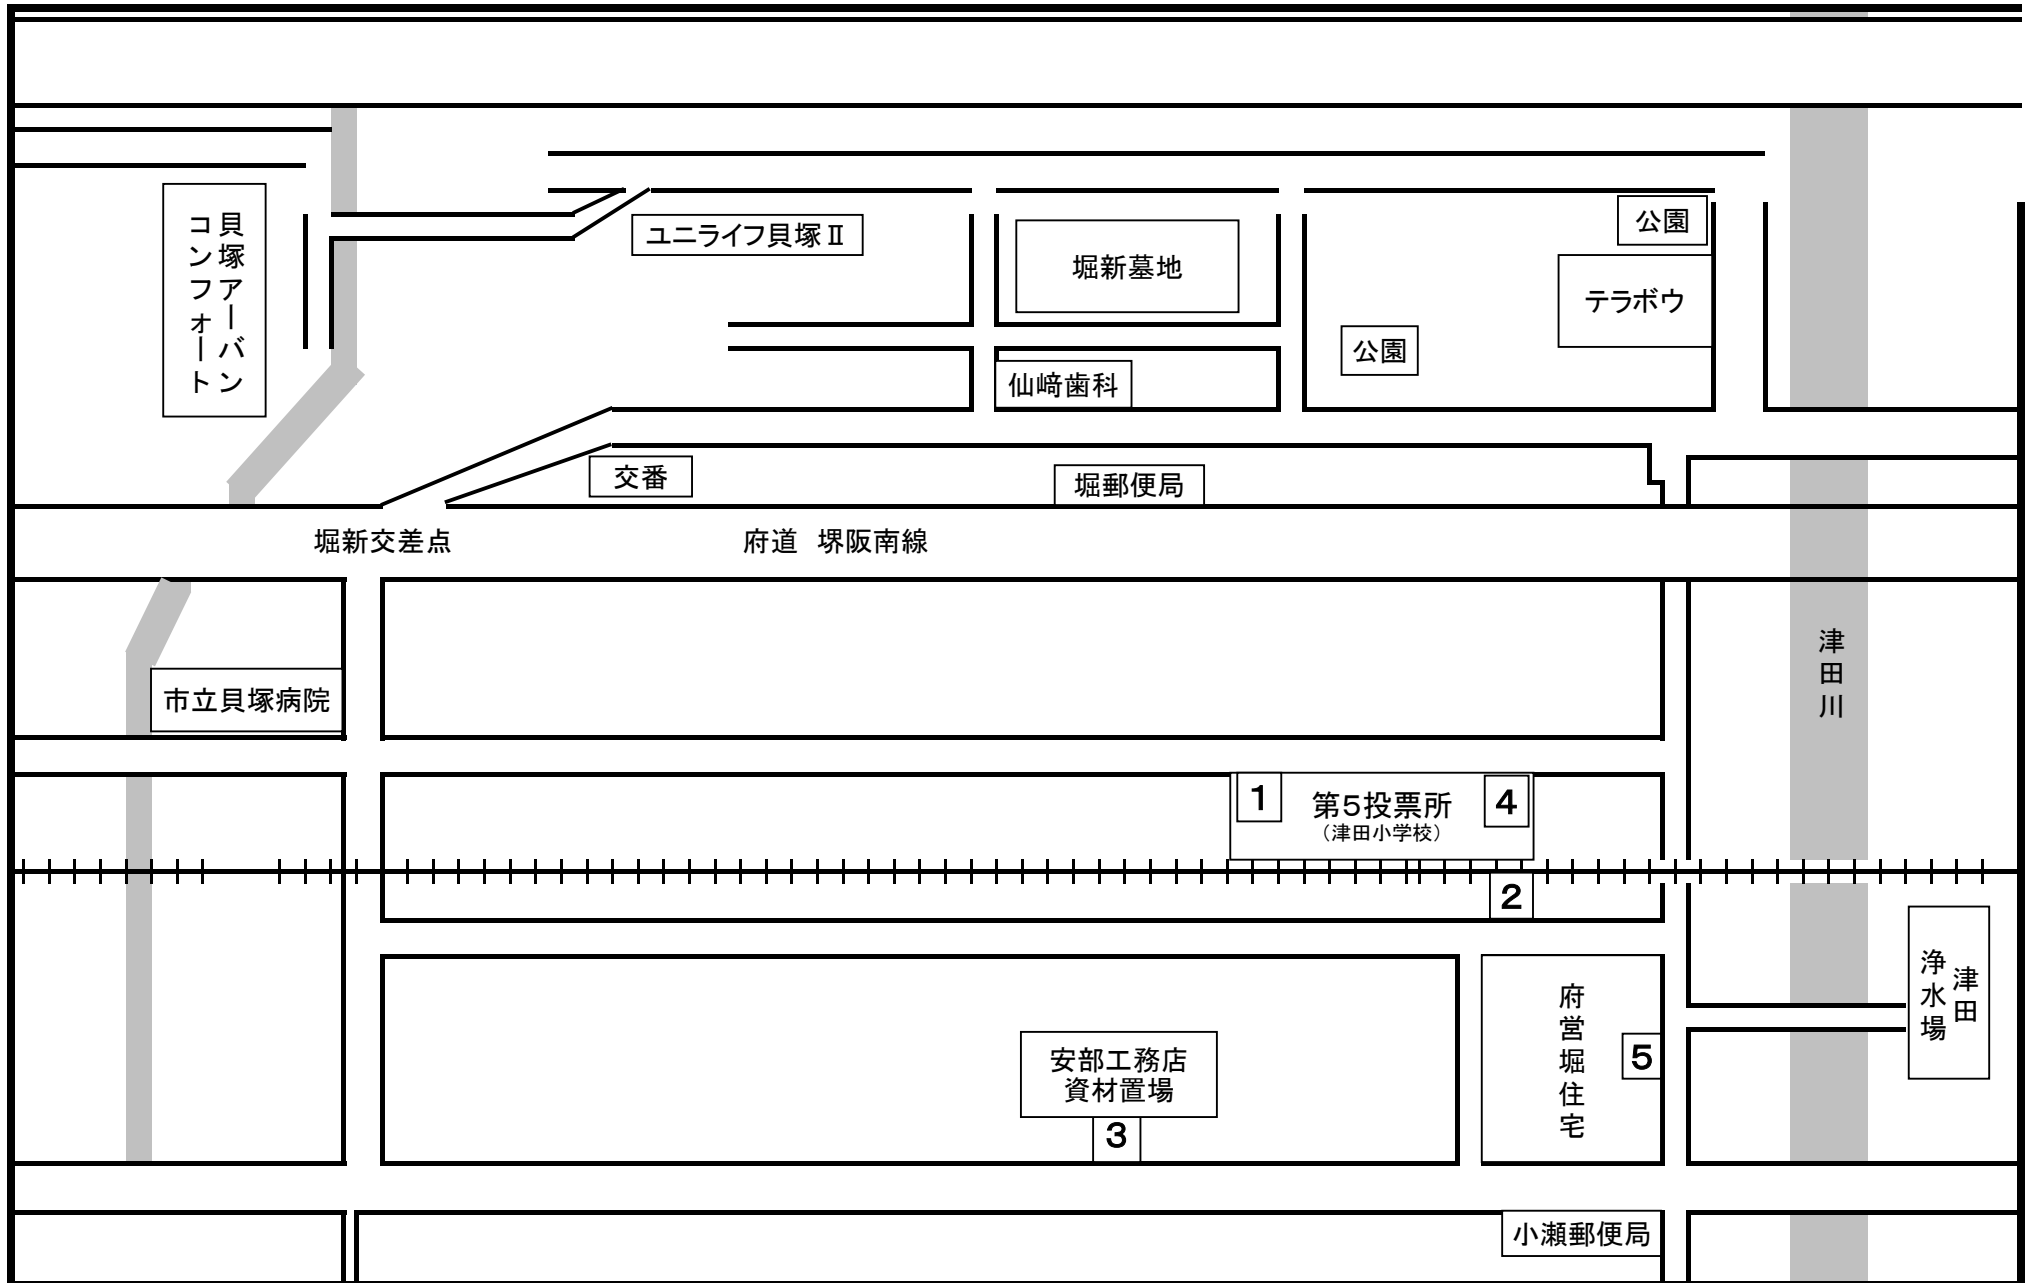 公園
貝塚アーバン
コンフォート
ユニライフ貝塚Ⅱ
堀新墓地
テラボウ
公園
仙﨑歯科
交番
堀郵便局
堀新交差点
府道 堺阪南線
津田川
市立貝塚病院
1
第5投票所
（津田小学校）
4
2
津田
浄水場
府営堀住宅
5
安部工務店
資材置場
3
小瀬郵便局